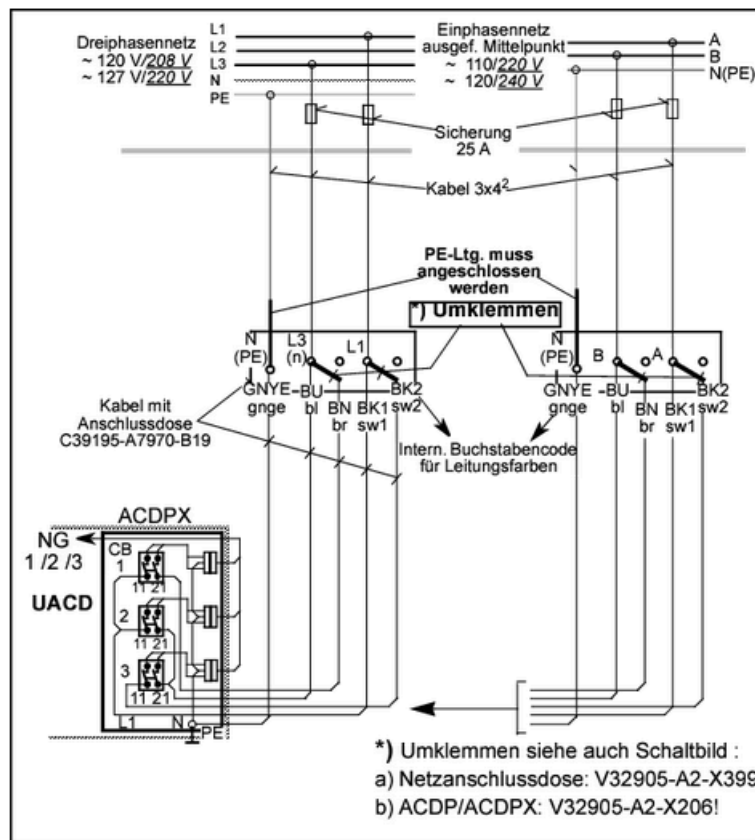 Dreiphasennetz
~ 120 V/208 V
~ 127 V/220 V
L1
L2
L3
N
PE
Einphasennetz
ausgef. Mittelpunkt
~ 110/220 V
~ 120/240 V
A
B
N(PE)
Sicherung
25 A
Kabel 3x4²
PE-Ltg. muss
angeschlossen
werden
*) Umklemmen
N
(PE)
L3
(n)
L1
GNYE
gnge
BU
bl
BN
br
BK1
sw1
BK2
sw2
N
(PE)
B
A
GNYE
gnge
BU
bl
BN
br
BK1
sw1
BK2
sw2
Kabel mit
Anschlussdose
C39195-A7970-B19
Intern. Buchstabencode
für Leitungsfarben
ACDPX
NG
1 /2 /3
UACD
CB
1
11 21
2
11 21
3
11 21
L1
N
PE
*) Umklemmen siehe auch Schaltbild :
a) Netzanschlussdose: V32905-A2-X399
b) ACDP/ACDPX: V32905-A2-X206!